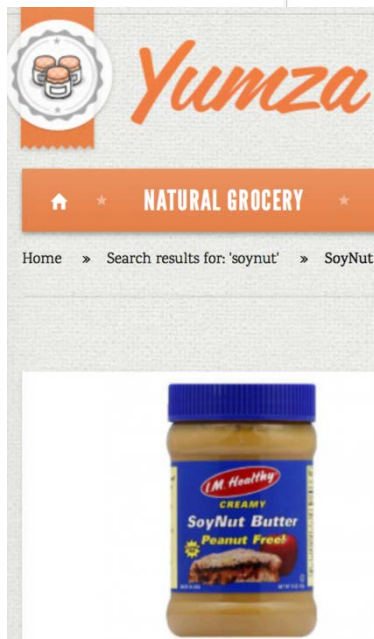 Yumza
NATURAL GROCERY
Home » Search results for: 'soynut' » SoyNut
I.M. Healthy
CREAMY
SoyNut Butter
Peanut Free!